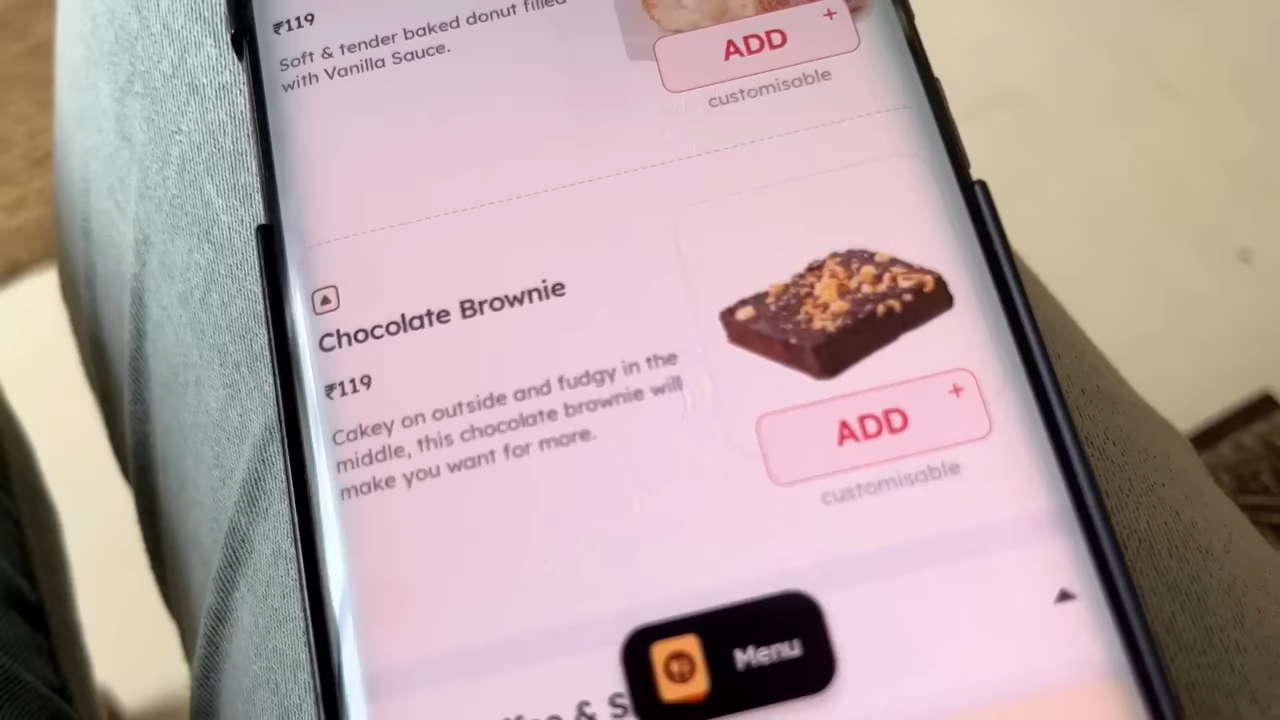 ₹119
Soft & tender baked donut filled
with Vanilla Sauce.
ADD
+
customisable
Chocolate Brownie
₹119
Cakey on outside and fudgy in the
middle, this chocolate brownie will
make you want for more.
ADD
+
customisable
Menu
&